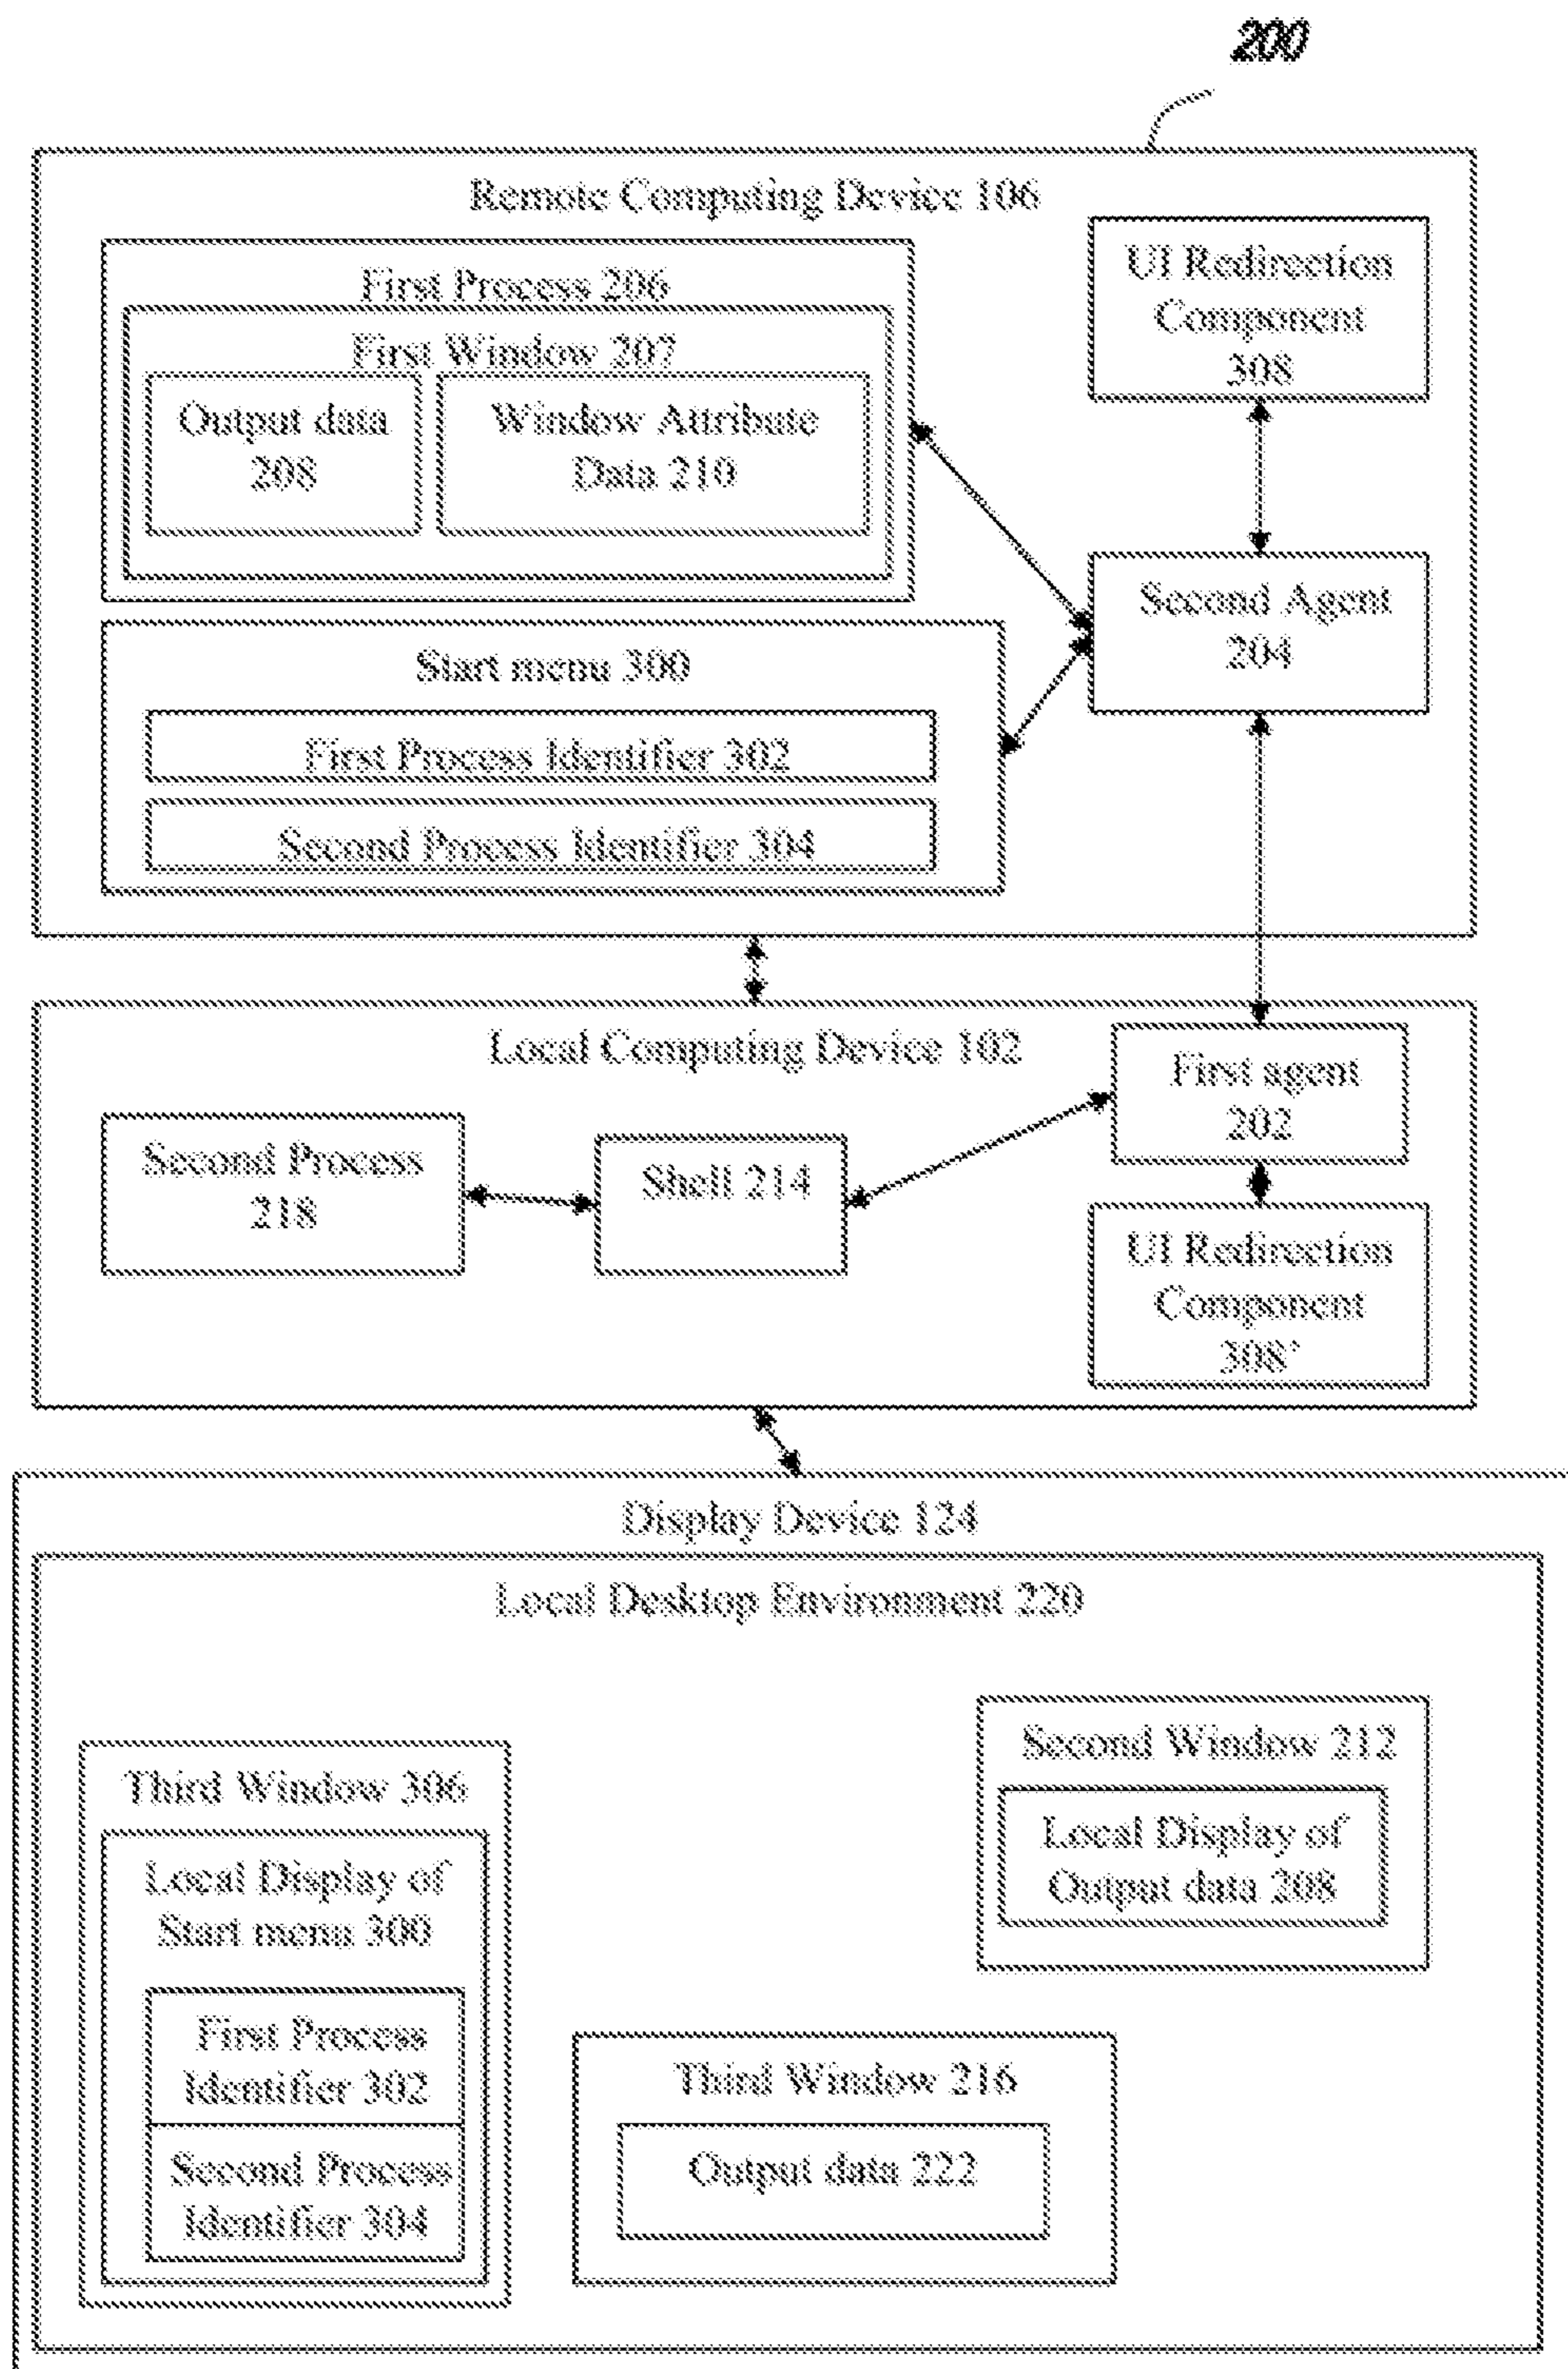 200
Remote Computing Device 106
First Process 206
First Window 207
Output data
208
Window Attribute
Data 210
UI Redirection
Component
308
Second Agent
204
Start menu 300
First Process Identifier 302
Second Process Identifier 304
Local Computing Device 102
First agent
202
Second Process
218
Shell 214
UI Redirection
Component
308'
Display Device 124
Local Desktop Environment 220
Second Window 212
Local Display of
Output data 208
Third Window 306
Local Display of
Start menu 300
First Process
Identifier 302
Second Process
Identifier 304
Third Window 216
Output data 222